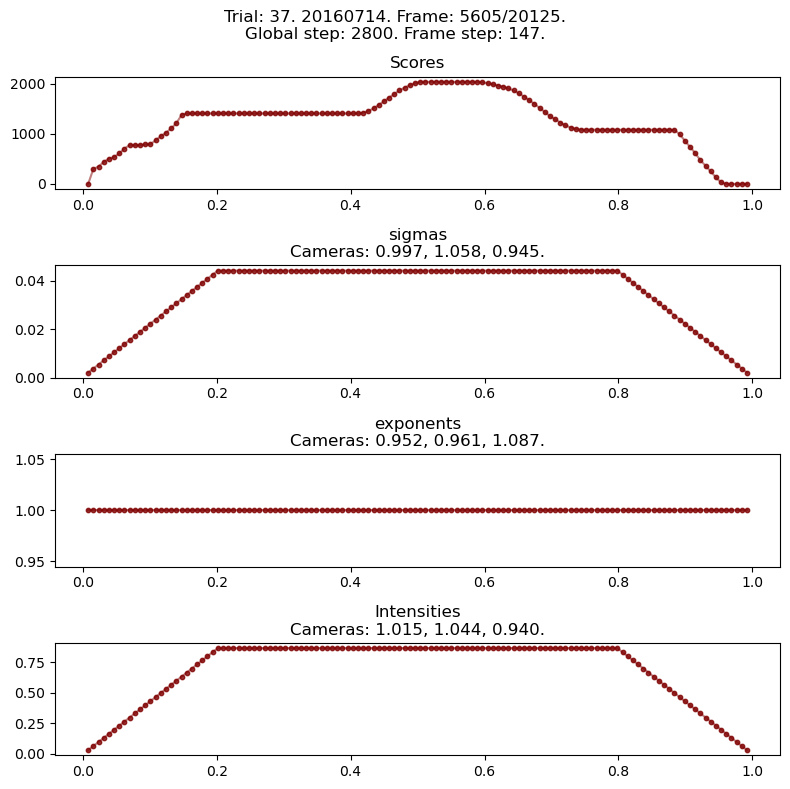 Trial: 37. 20160714. Frame: 5605/20125.
Global step: 2800. Frame step: 147.
Scores
2000
1000
0
0.0 0.2 0.4 0.6 0.8 1.0
sigmas
Cameras: 0.997, 1.058, 0.945.
0.04
0.02
0.00
0.0 0.2 0.4 0.6 0.8 1.0
exponents
Cameras: 0.952, 0.961, 1.087.
1.05
1.00
0.95
0.0 0.2 0.4 0.6 0.8 1.0
Intensities
Cameras: 1.015, 1.044, 0.940.
0.75
0.50
0.25
0.00
0.0 0.2 0.4 0.6 0.8 1.0